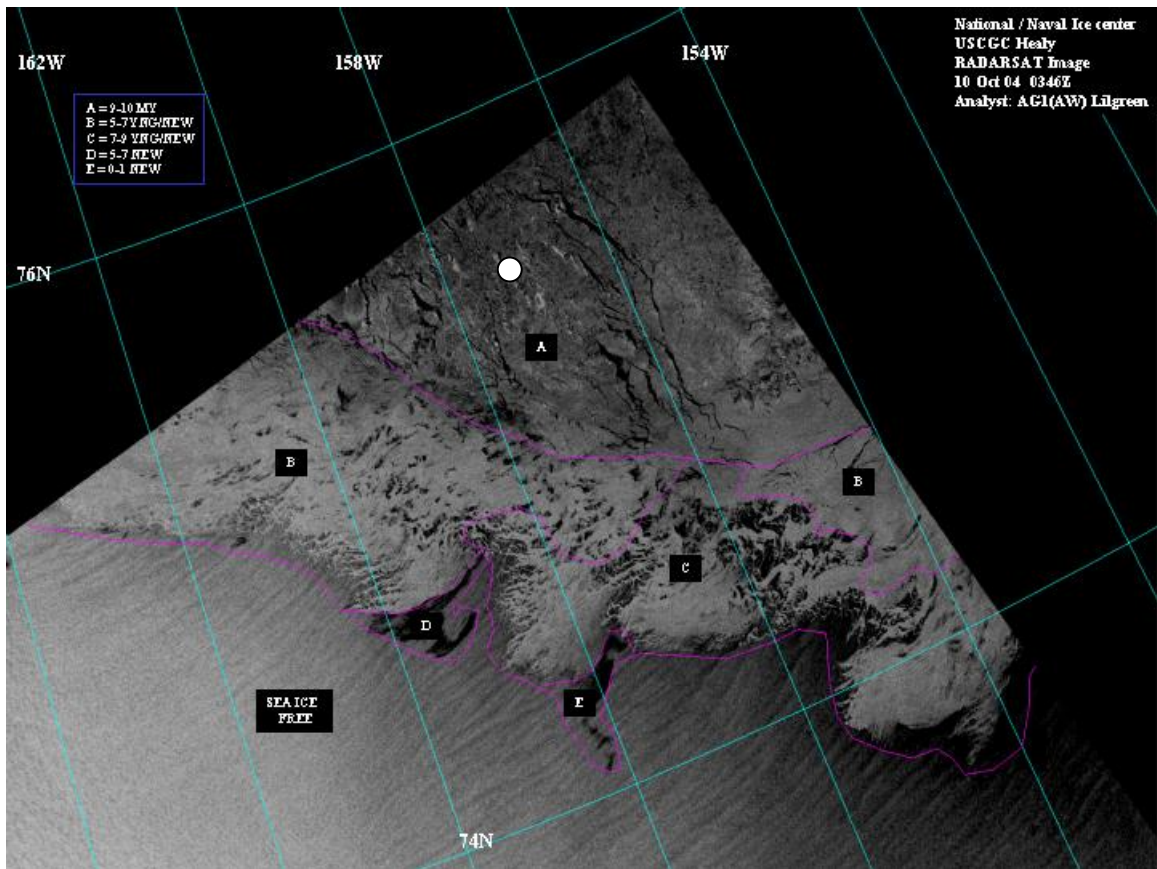 National / Naval Ice center
USCGC Healy
RADARSAT Image
10 Oct 04 0346Z
Analyst: AG1(AW) Lilgreen
162W
158W
154W
A = 9-10 MY
B = 5-7 YNG/NEW
C = 7-9 YNG/NEW
D = 5-7 NEW
E = 0-1 NEW
76N
A
B
B
C
D
E
SEA ICE
FREE
74N